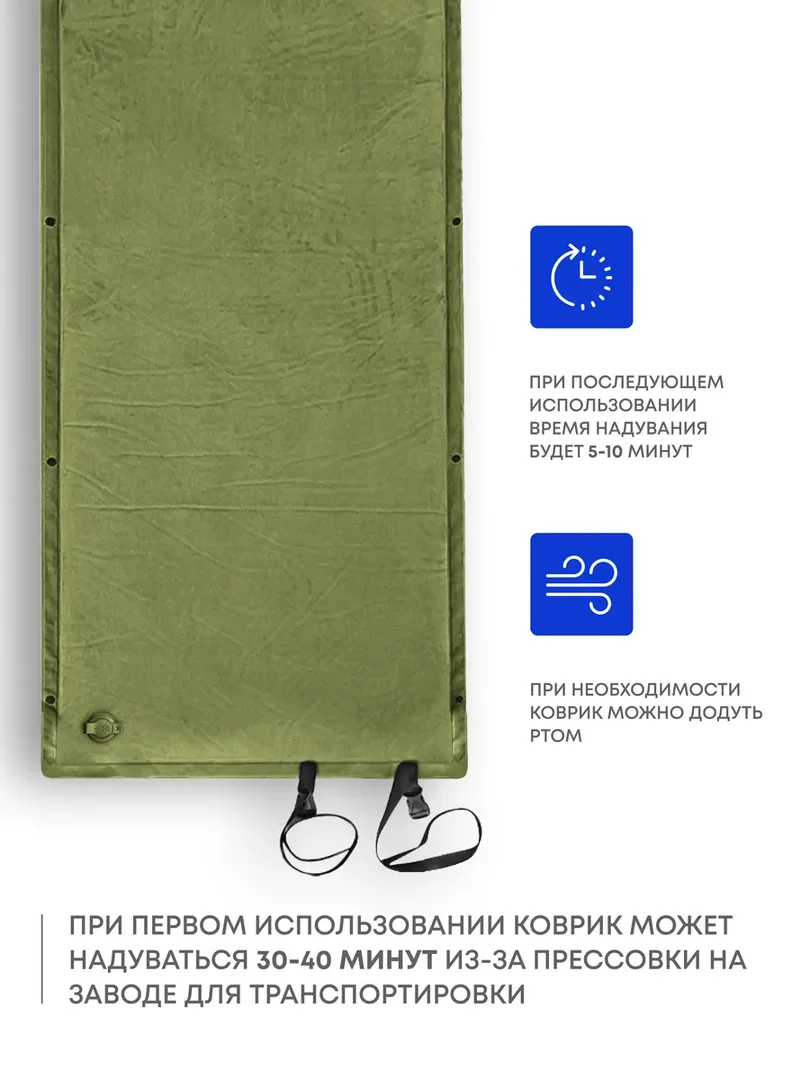 ПРИ ПОСЛЕДУЮЩЕМ
ИСПОЛЬЗОВАНИИ
ВРЕМЯ НАДУВАНИЯ
БУДЕТ 5-10 МИНУТ
ПРИ НЕОБХОДИМОСТИ
КОВРИК МОЖНО ДОДУТЬ
РТОМ
ПРИ ПЕРВОМ ИСПОЛЬЗОВАНИИ КОВРИК МОЖЕТ
НАДУВАТЬСЯ 30-40 МИНУТ ИЗ-ЗА ПРЕССОВКИ НА
ЗАВОДЕ ДЛЯ ТРАНСПОРТИРОВКИ